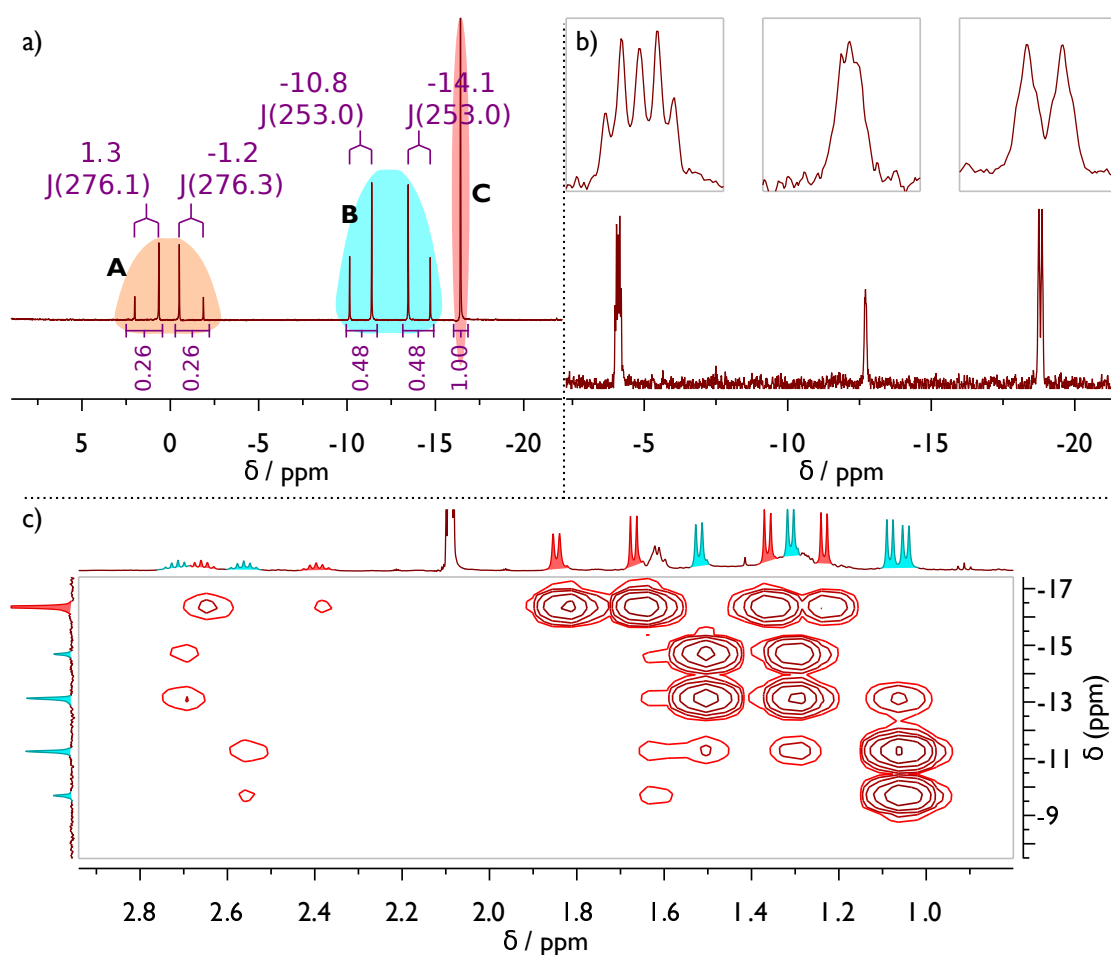 a)
1.3
J(276.1)
-1.2
J(276.3)
-10.8
J(253.0)
-14.1
J(253.0)
A
B
C
0.26
0.26
0.48
0.48
1.00
5
0
-5
-10
-15
-20
δ / ppm
b)
-5
-10
-15
-20
δ / ppm
c)
-17
-15
-13
-11
-9
δ (ppm)
2.8
2.6
2.4
2.2
2.0
1.8
1.6
1.4
1.2
1.0
δ / ppm